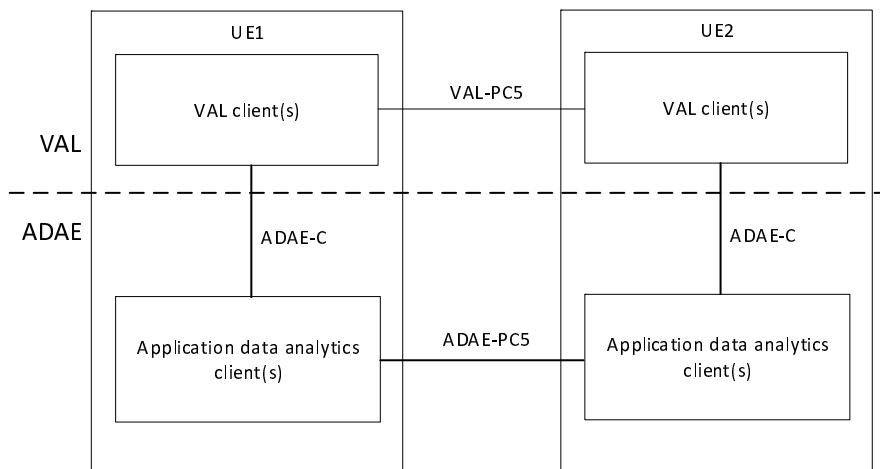 UE1
UE2
VAL client(s)
VAL-PC5
VAL client(s)
VAL
ADAE
ADAE-C
ADAE-C
Application data analytics
client(s)
ADAE-PC5
Application data analytics
client(s)